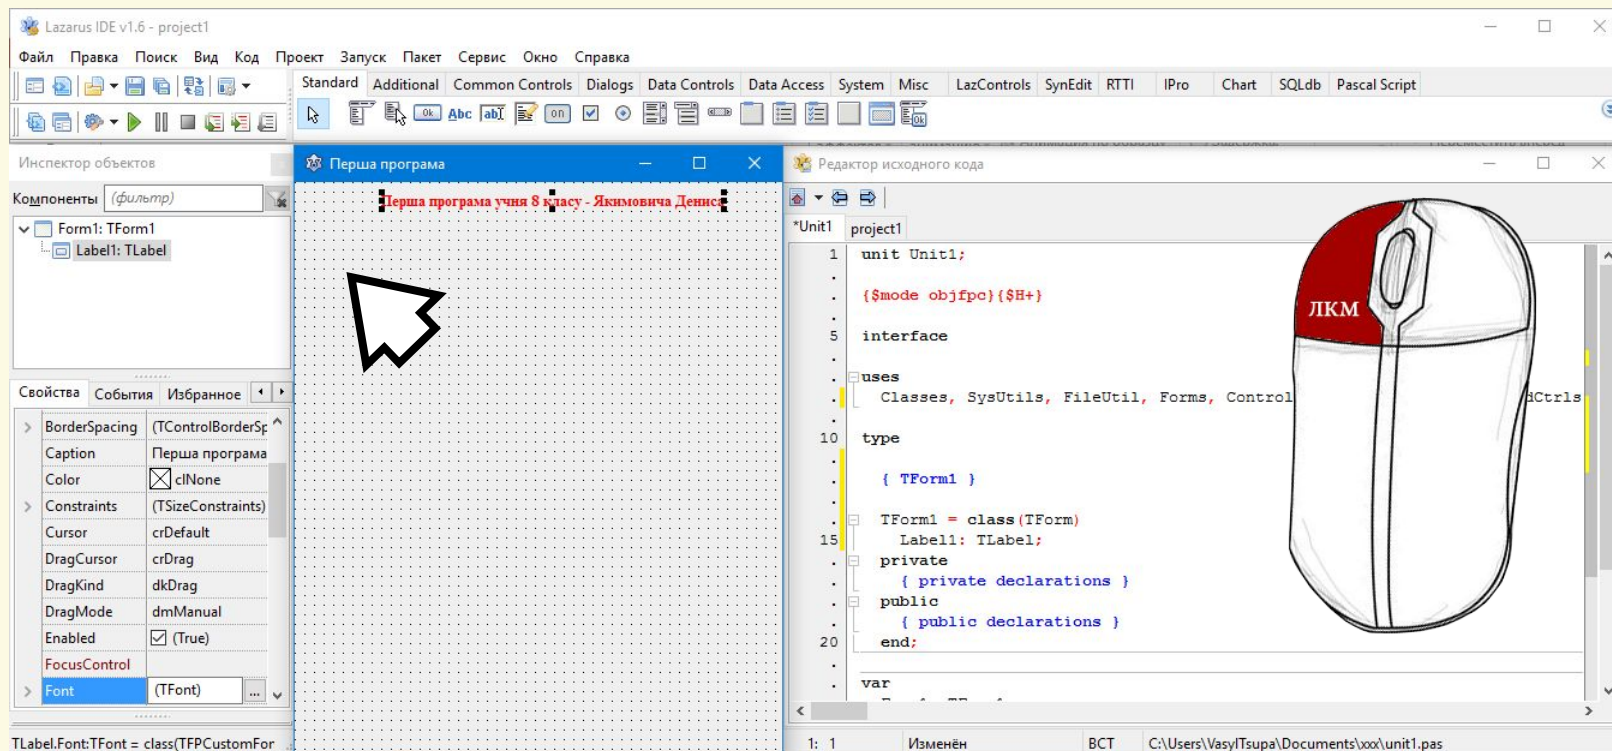 Lazarus IDE v1.6 - project1
Файл Правка Поиск Вид Код Проект Запуск Пакет Сервис Окно Справка
Standard Additional Common Controls Dialogs Data Controls Data Access System Misc LazControls SynEdit RTTI IPro Chart SQLdb Pascal Script
Ok Abc abI on
Инспектор объектов
Компоненты (фильтр)
Form1: TForm1
Label1: TLabel
Свойства События Избранное
BorderSpacing (TControlBorderSp
Caption Перша програма
Color clNone
Constraints (TSizeConstraints)
Cursor crDefault
DragCursor crDrag
DragKind dkDrag
DragMode dmManual
Enabled (True)
FocusControl
Font (TFont) ...
TLabel.Font:TFont = class(TFPCustomFon
Перша програма
Перша програма учня 8 класу - Якимовича Дениса
Редактор исходного кода
*Unit1 project1
1 unit Unit1;
{$mode objfpc}{$H+}
5 interface
uses
Classes, SysUtils, FileUtil, Forms, Control dCtrls
10 type
{ TForm1 }
TForm1 = class(TForm)
15 Label1: TLabel;
private
{ private declarations }
public
{ public declarations }
20 end;
var
1: 1 Изменён ВСТ C:\Users\VasylTsupa\Documents\xxx\unit1.pas
ЛКМ